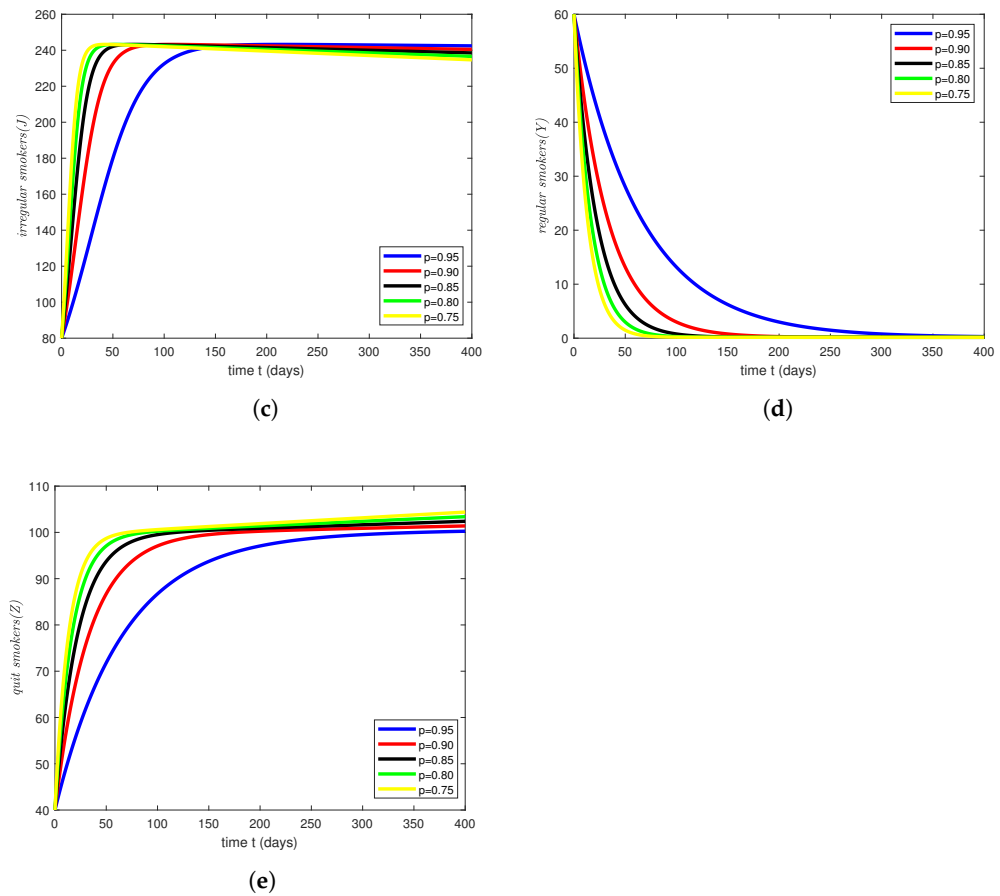 260
240
220
200
180
160
140
120
100
80
irregular smokers(J)
0 50 100 150 200 250 300 350 400
time t (days)
p=0.95
p=0.90
p=0.85
p=0.80
p=0.75
(c)
60
50
40
30
20
10
0
regular smokers(Y)
0 50 100 150 200 250 300 350 400
time t (days)
p=0.95
p=0.90
p=0.85
p=0.80
p=0.75
(d)
110
100
90
80
70
60
50
40
quit smokers(Z)
0 50 100 150 200 250 300 350 400
time t (days)
p=0.95
p=0.90
p=0.85
p=0.80
p=0.75
(e)